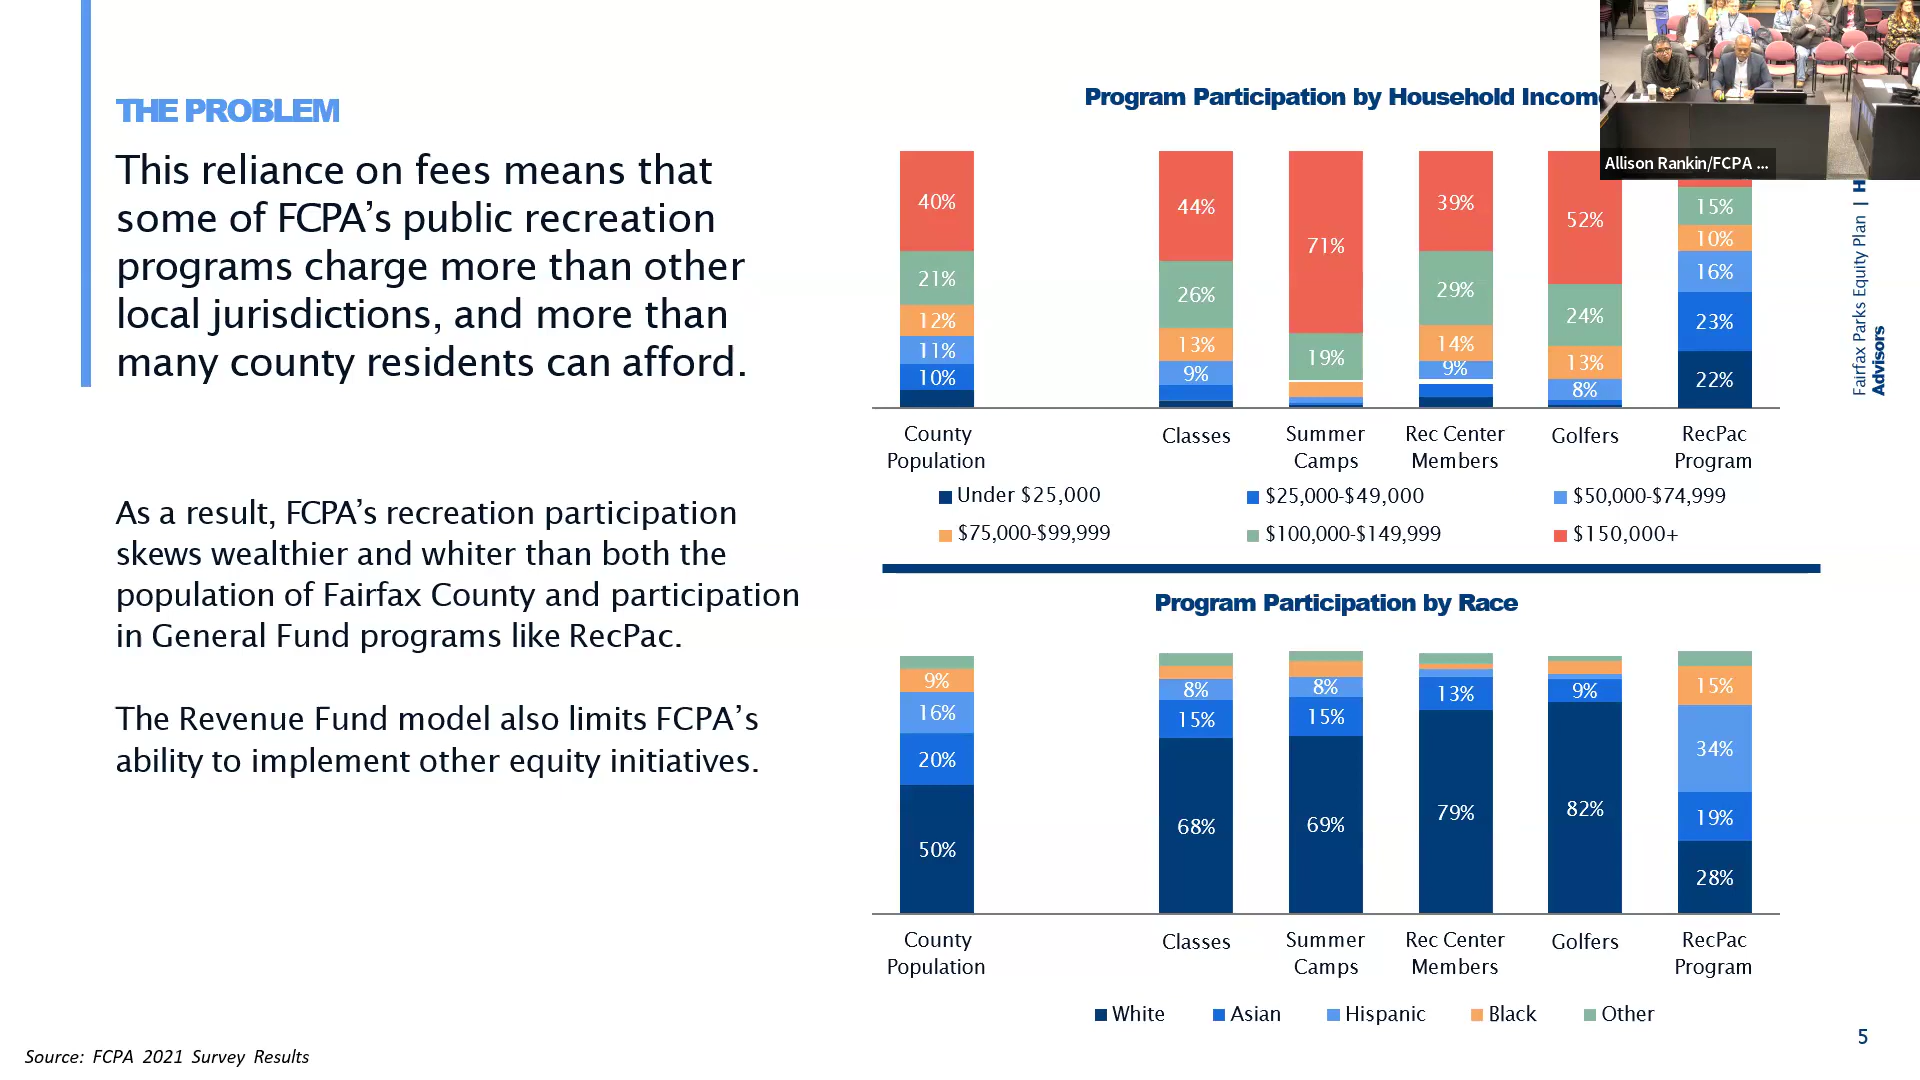 THE PROBLEM
This reliance on fees means that
some of FCPA's public recreation
programs charge more than other
local jurisdictions, and more than
many county residents can afford.
As a result, FCPA's recreation participation
skews wealthier and whiter than both the
population of Fairfax County and participation
in General Fund programs like RecPac.
The Revenue Fund model also limits FCPA's
ability to implement other equity initiatives.
Source: FCPA 2021 Survey Results
Program Participation by Household Incom
40%
21%
12%
11%
10%
44%
26%
13%
9%
71%
19%
39%
29%
14%
9%
52%
24%
13%
8%
15%
10%
16%
23%
22%
County Population
Classes
Summer Camps
Rec Center Members
Golfers
RecPac Program
Under $25,000
$25,000-$49,000
$50,000-$74,999
$75,000-$99,999
$100,000-$149,999
$150,000+
Program Participation by Race
9%
16%
20%
50%
8%
15%
68%
8%
15%
69%
13%
79%
9%
82%
15%
34%
19%
28%
County Population
Classes
Summer Camps
Rec Center Members
Golfers
RecPac Program
White
Asian
Hispanic
Black
Other
Allison Rankin/FCPA ...
Fairfax Parks Equity Plan | H
Advisors
5